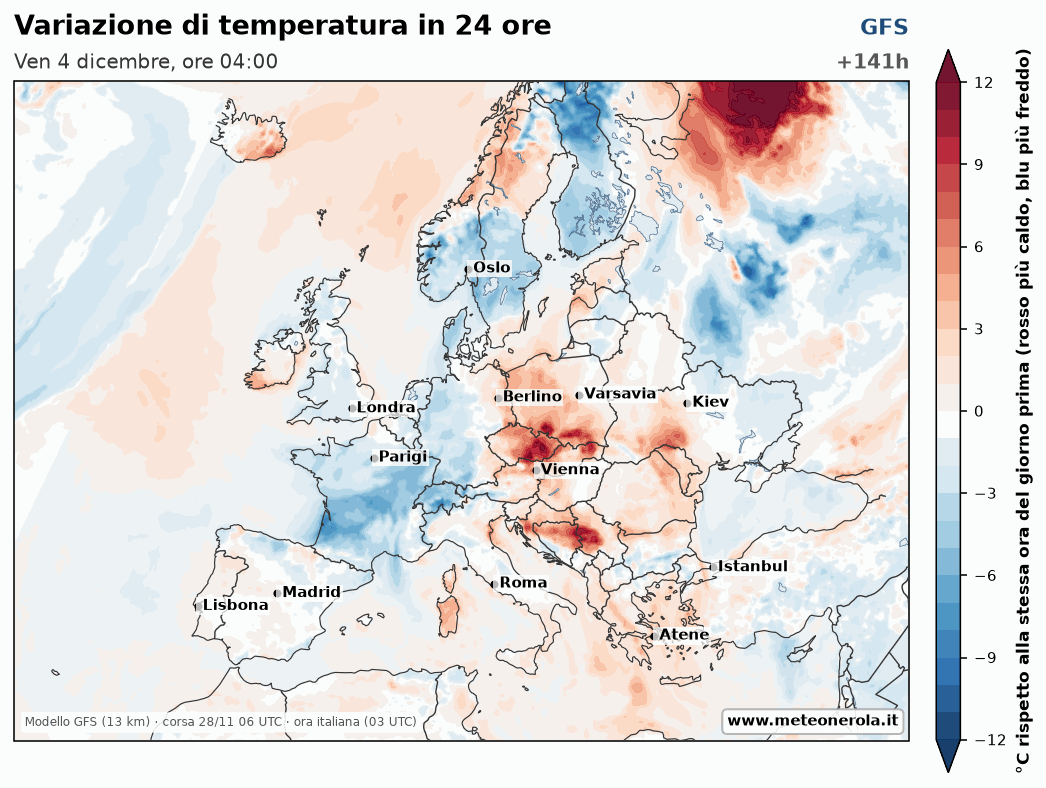 Variazione di temperatura in 24 ore
GFS
Ven 4 dicembre, ore 04:00
+141h
Oslo
Berlino
Varsavia
Kiev
Londra
Parigi
Vienna
Istanbul
Roma
Madrid
Lisbona
Atene
Modello GFS (13 km) · corsa 28/11 06 UTC · ora italiana (03 UTC)
www.meteonerola.it
12
9
6
3
0
−3
−6
−9
−12
°C rispetto alla stessa ora del giorno prima (rosso più caldo, blu più freddo)